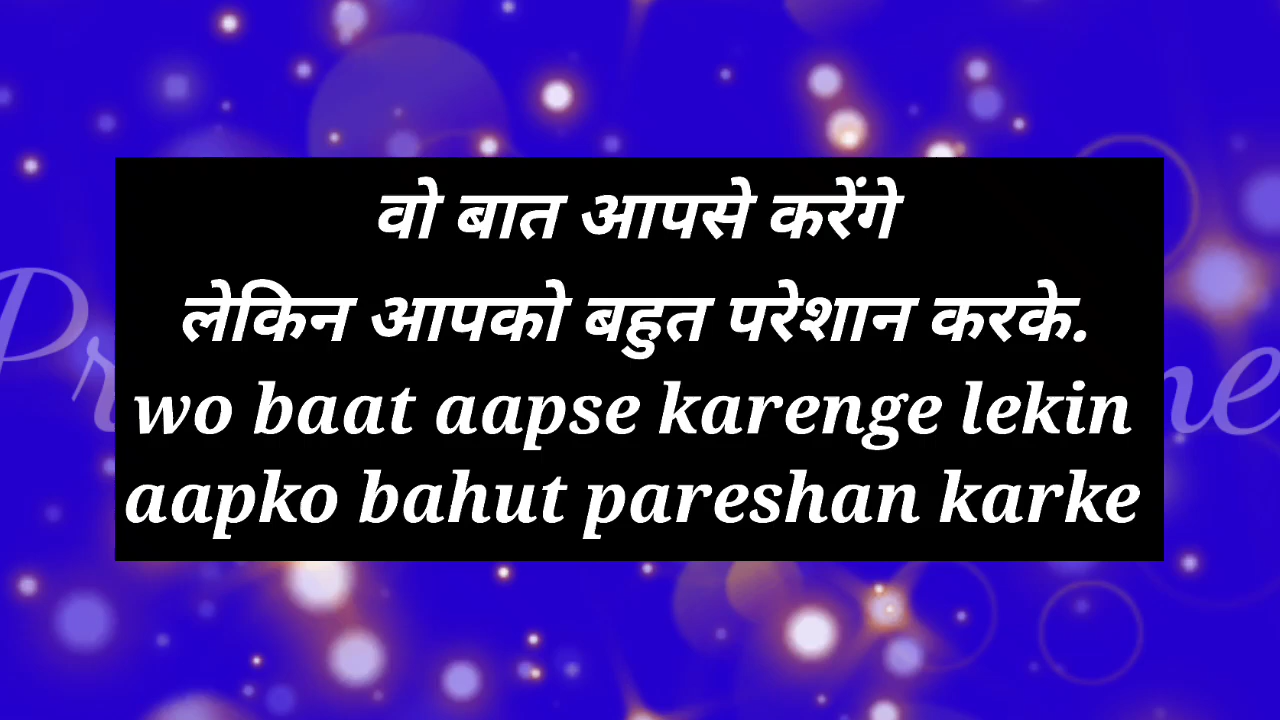 वो बात आपसे करेंगे
लेकिन आपको बहुत परेशान करके.
wo baat aapse karenge lekin
aapko bahut pareshan karke